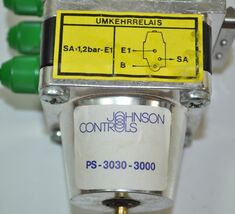 UMKEHRRELAIS
SA=1,2bar-E1
E1
SA
B
JOHNSON
CONTROLS
PS-3030-3000